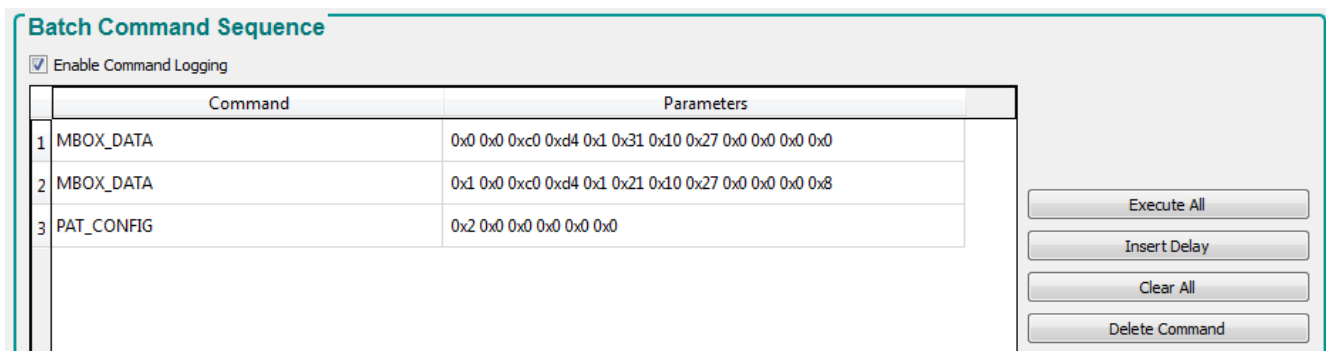 Batch Command Sequence
Enable Command Logging
Command Parameters
1 MBOX_DATA 0x0 0x0 0xc0 0xd4 0x1 0x31 0x10 0x27 0x0 0x0 0x0 0x0
2 MBOX_DATA 0x1 0x0 0xc0 0xd4 0x1 0x21 0x10 0x27 0x0 0x0 0x0 0x8
3 PAT_CONFIG 0x2 0x0 0x0 0x0 0x0 0x0
Execute All
Insert Delay
Clear All
Delete Command